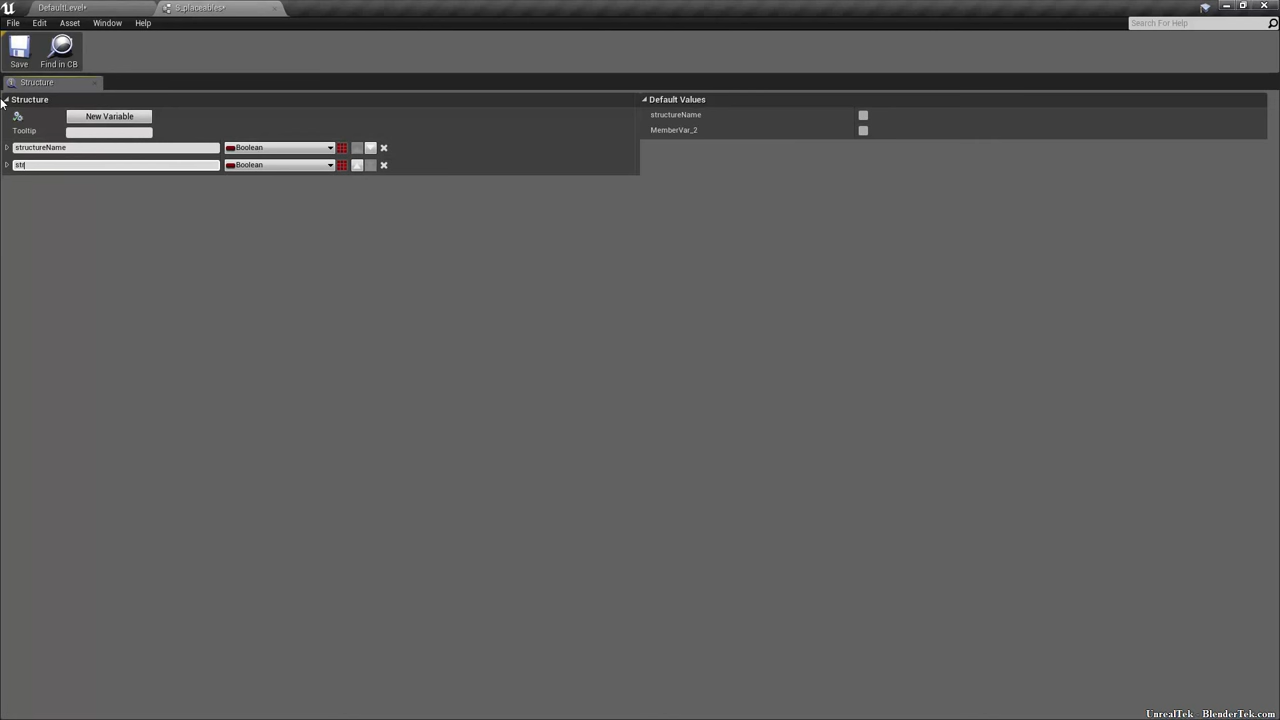 DefaultLevel*
S_placeables*
File Edit Asset Window Help
Search For Help
Save Find in CB
Structure
Structure
Default Values
New Variable
structureName
Tooltip
MemberVar_2
structureName Boolean
str Boolean
UnrealTek - BlenderTek.com